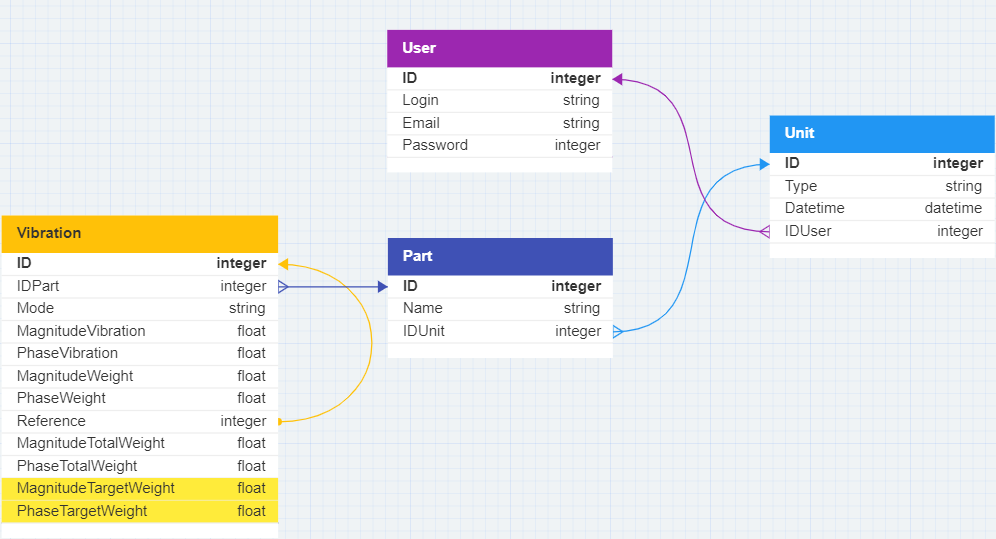 User
ID integer
Login string
Email string
Password integer
Unit
ID integer
Type string
Datetime datetime
IDUser integer
Vibration
ID integer
IDPart integer
Mode string
MagnitudeVibration float
PhaseVibration float
MagnitudeWeight float
PhaseWeight float
Reference integer
MagnitudeTotalWeight float
PhaseTotalWeight float
MagnitudeTargetWeight float
PhaseTargetWeight float
Part
ID integer
Name string
IDUnit integer